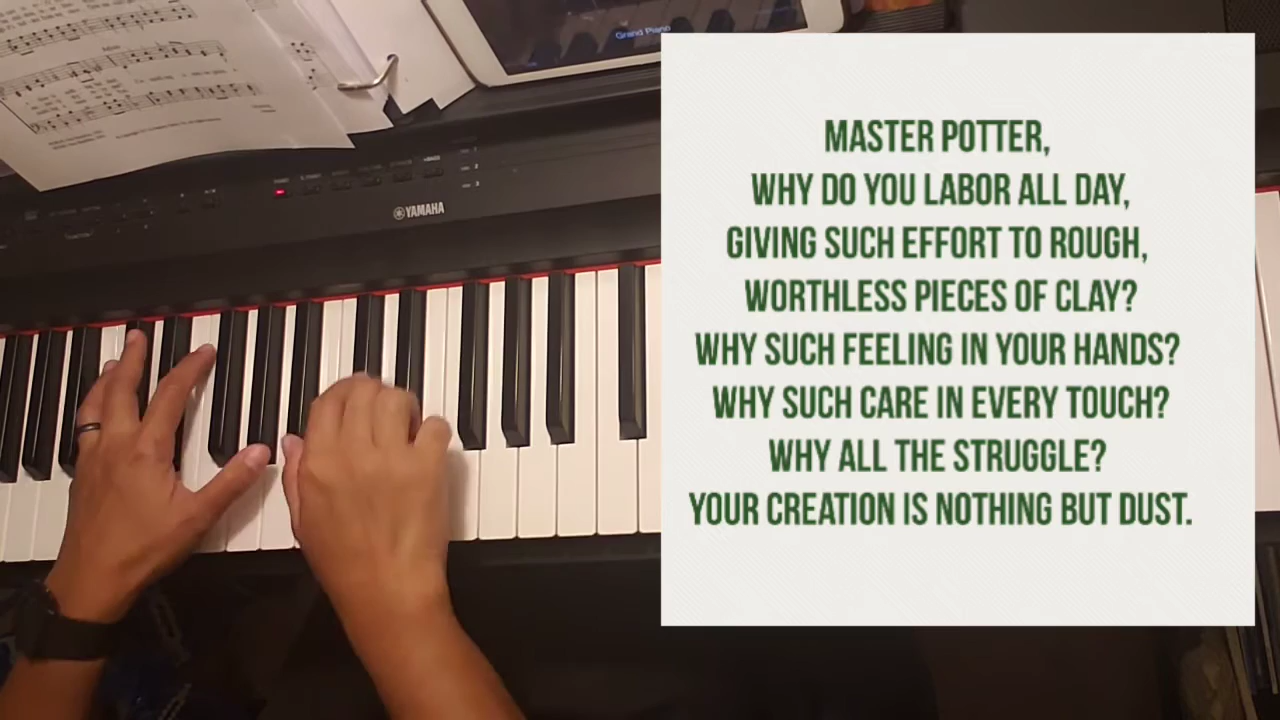 Grand Piano
YAMAHA
MASTER POTTER,
WHY DO YOU LABOR ALL DAY,
GIVING SUCH EFFORT TO ROUGH,
WORTHLESS PIECES OF CLAY?
WHY SUCH FEELING IN YOUR HANDS?
WHY SUCH CARE IN EVERY TOUCH?
WHY ALL THE STRUGGLE?
YOUR CREATION IS NOTHING BUT DUST.